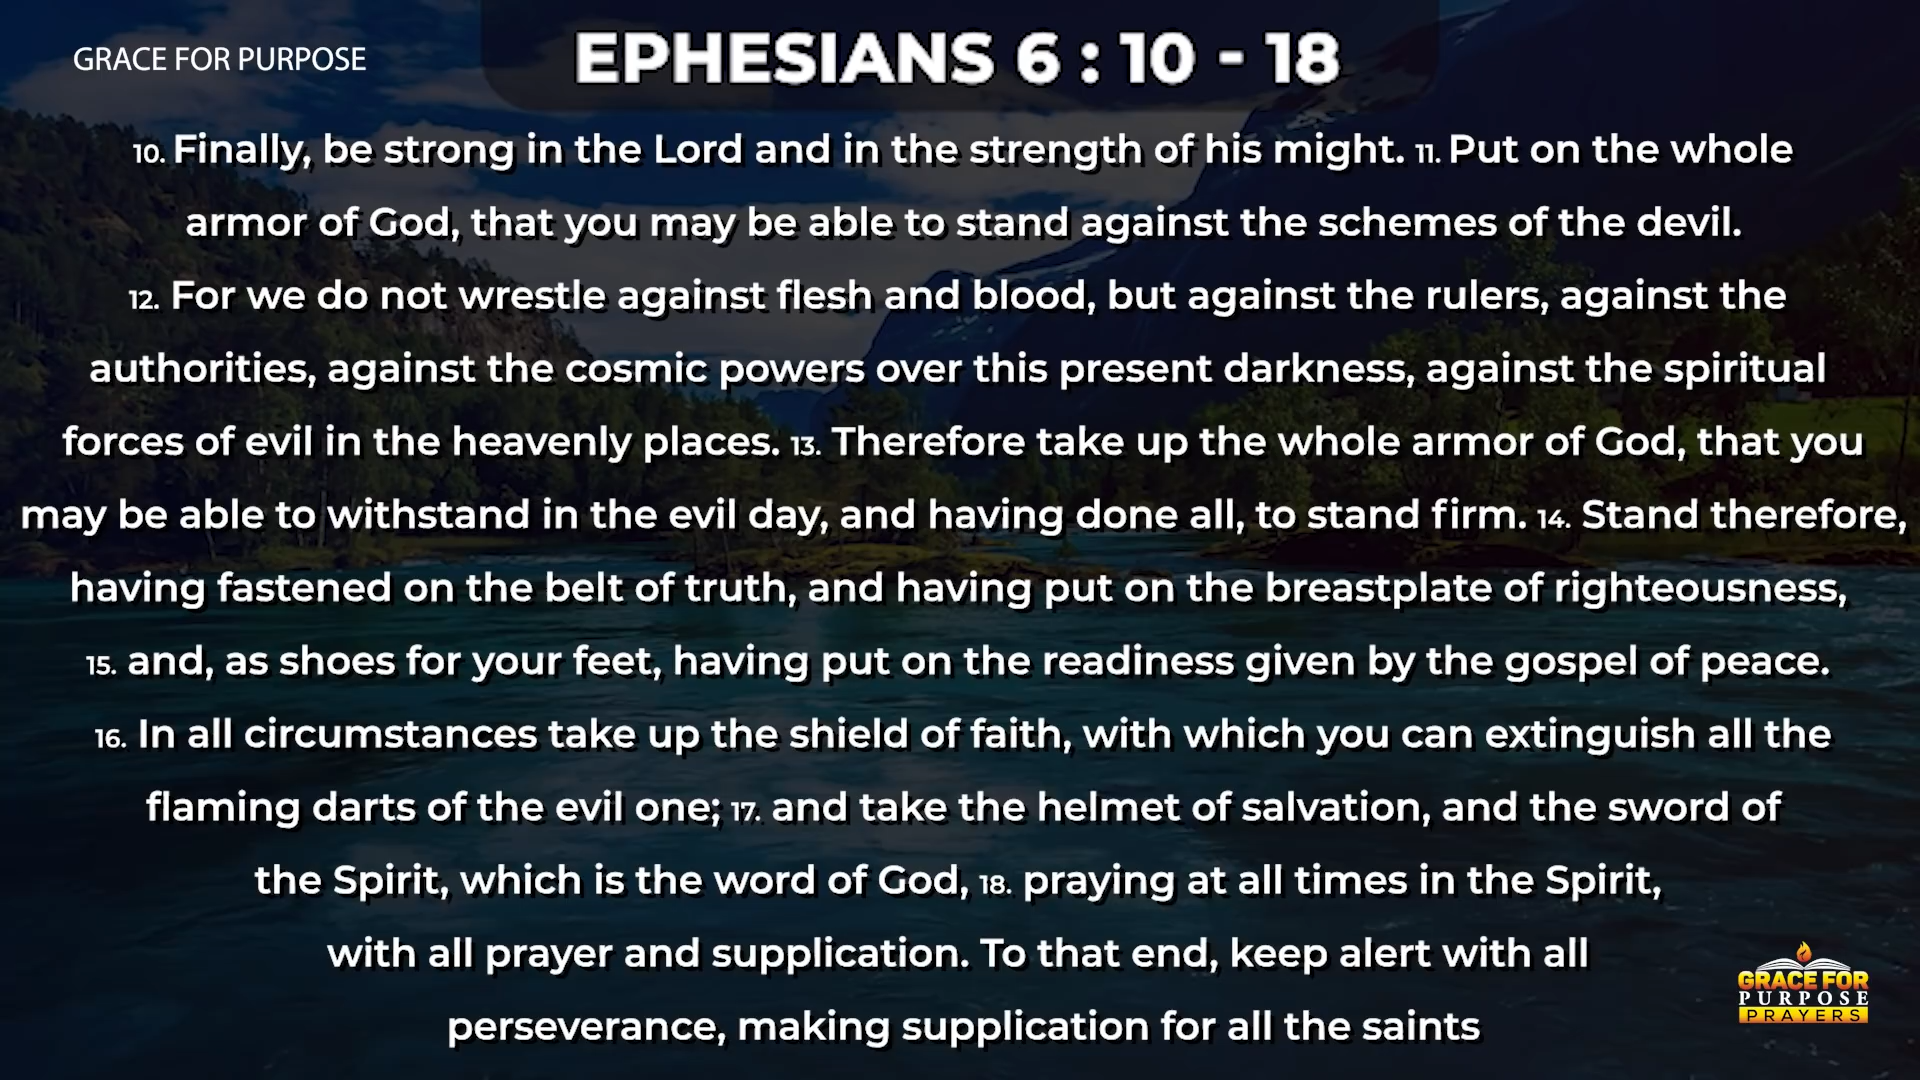 GRACE FOR PURPOSE
EPHESIANS 6 : 10 - 18
10. Finally, be strong in the Lord and in the strength of his might. 11. Put on the whole
armor of God, that you may be able to stand against the schemes of the devil.
12. For we do not wrestle against flesh and blood, but against the rulers, against the
authorities, against the cosmic powers over this present darkness, against the spiritual
forces of evil in the heavenly places. 13. Therefore take up the whole armor of God, that you
may be able to withstand in the evil day, and having done all, to stand firm. 14. Stand therefore,
having fastened on the belt of truth, and having put on the breastplate of righteousness,
15. and, as shoes for your feet, having put on the readiness given by the gospel of peace.
16. In all circumstances take up the shield of faith, with which you can extinguish all the
flaming darts of the evil one; 17. and take the helmet of salvation, and the sword of
the Spirit, which is the word of God, 18. praying at all times in the Spirit,
with all prayer and supplication. To that end, keep alert with all
perseverance, making supplication for all the saints
GRACE FOR
PURPOSE
PRAYERS